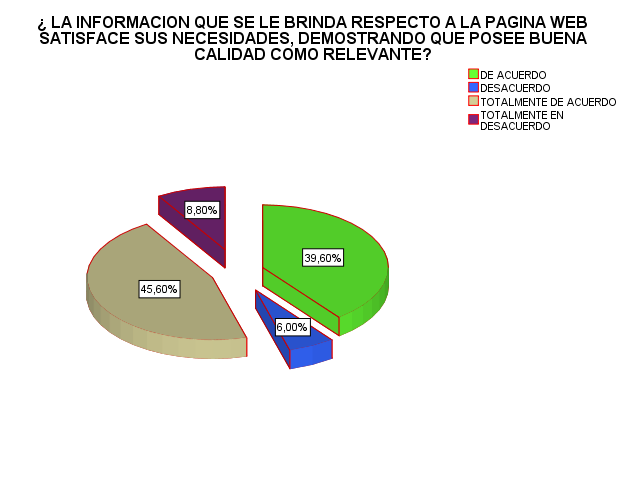 ¿ LA INFORMACION QUE SE LE BRINDA RESPECTO A LA PAGINA WEB
SATISFACE SUS NECESIDADES, DEMOSTRANDO QUE POSEE BUENA
CALIDAD COMO RELEVANTE?
DE ACUERDO
DESACUERDO
TOTALMENTE DE ACUERDO
TOTALMENTE EN
DESACUERDO
8,80%
39,60%
45,60%
6,00%